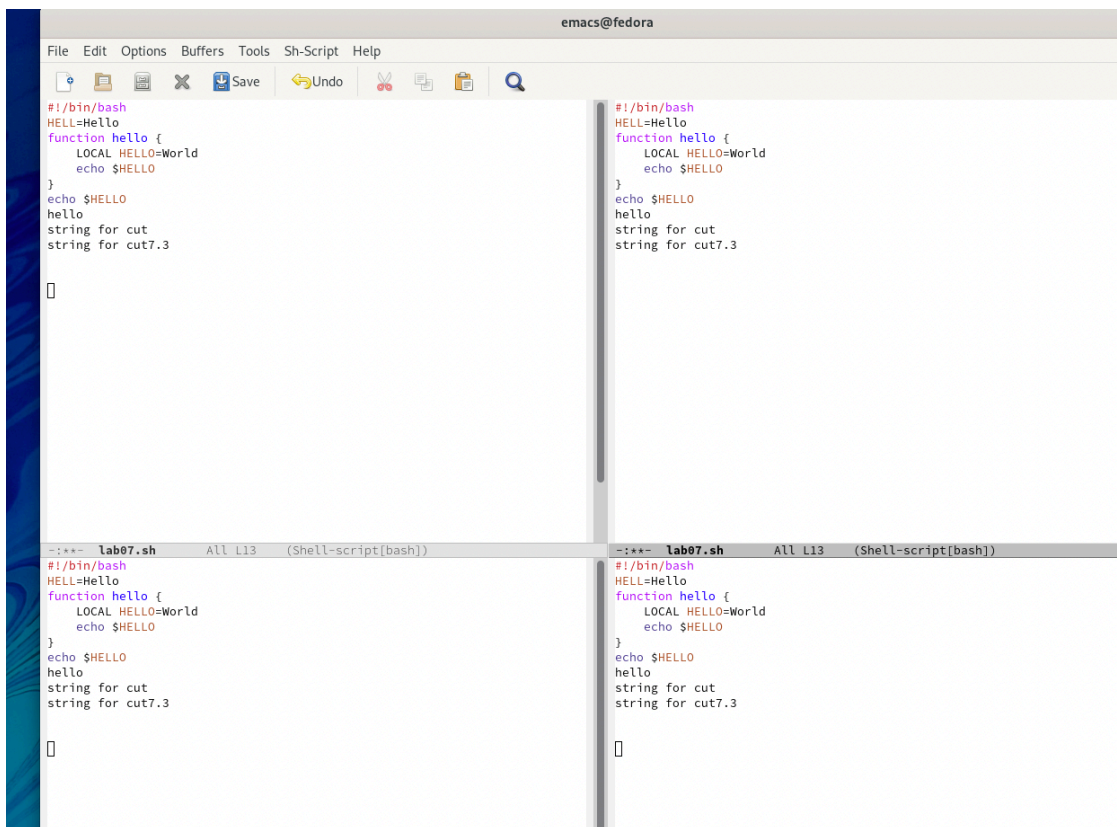 emacs@fedora
File Edit Options Buffers Tools Sh-Script Help
Save Undo
#!/bin/bash
HELL=Hello
function hello {
    LOCAL HELLO=World
    echo $HELLO
}
echo $HELLO
hello
string for cut
string for cut7.3
-:**- lab07.sh All L13 (Shell-script[bash])
#!/bin/bash
HELL=Hello
function hello {
    LOCAL HELLO=World
    echo $HELLO
}
echo $HELLO
hello
string for cut
string for cut7.3
-:**- lab07.sh All L13 (Shell-script[bash])
#!/bin/bash
HELL=Hello
function hello {
    LOCAL HELLO=World
    echo $HELLO
}
echo $HELLO
hello
string for cut
string for cut7.3
#!/bin/bash
HELL=Hello
function hello {
    LOCAL HELLO=World
    echo $HELLO
}
echo $HELLO
hello
string for cut
string for cut7.3